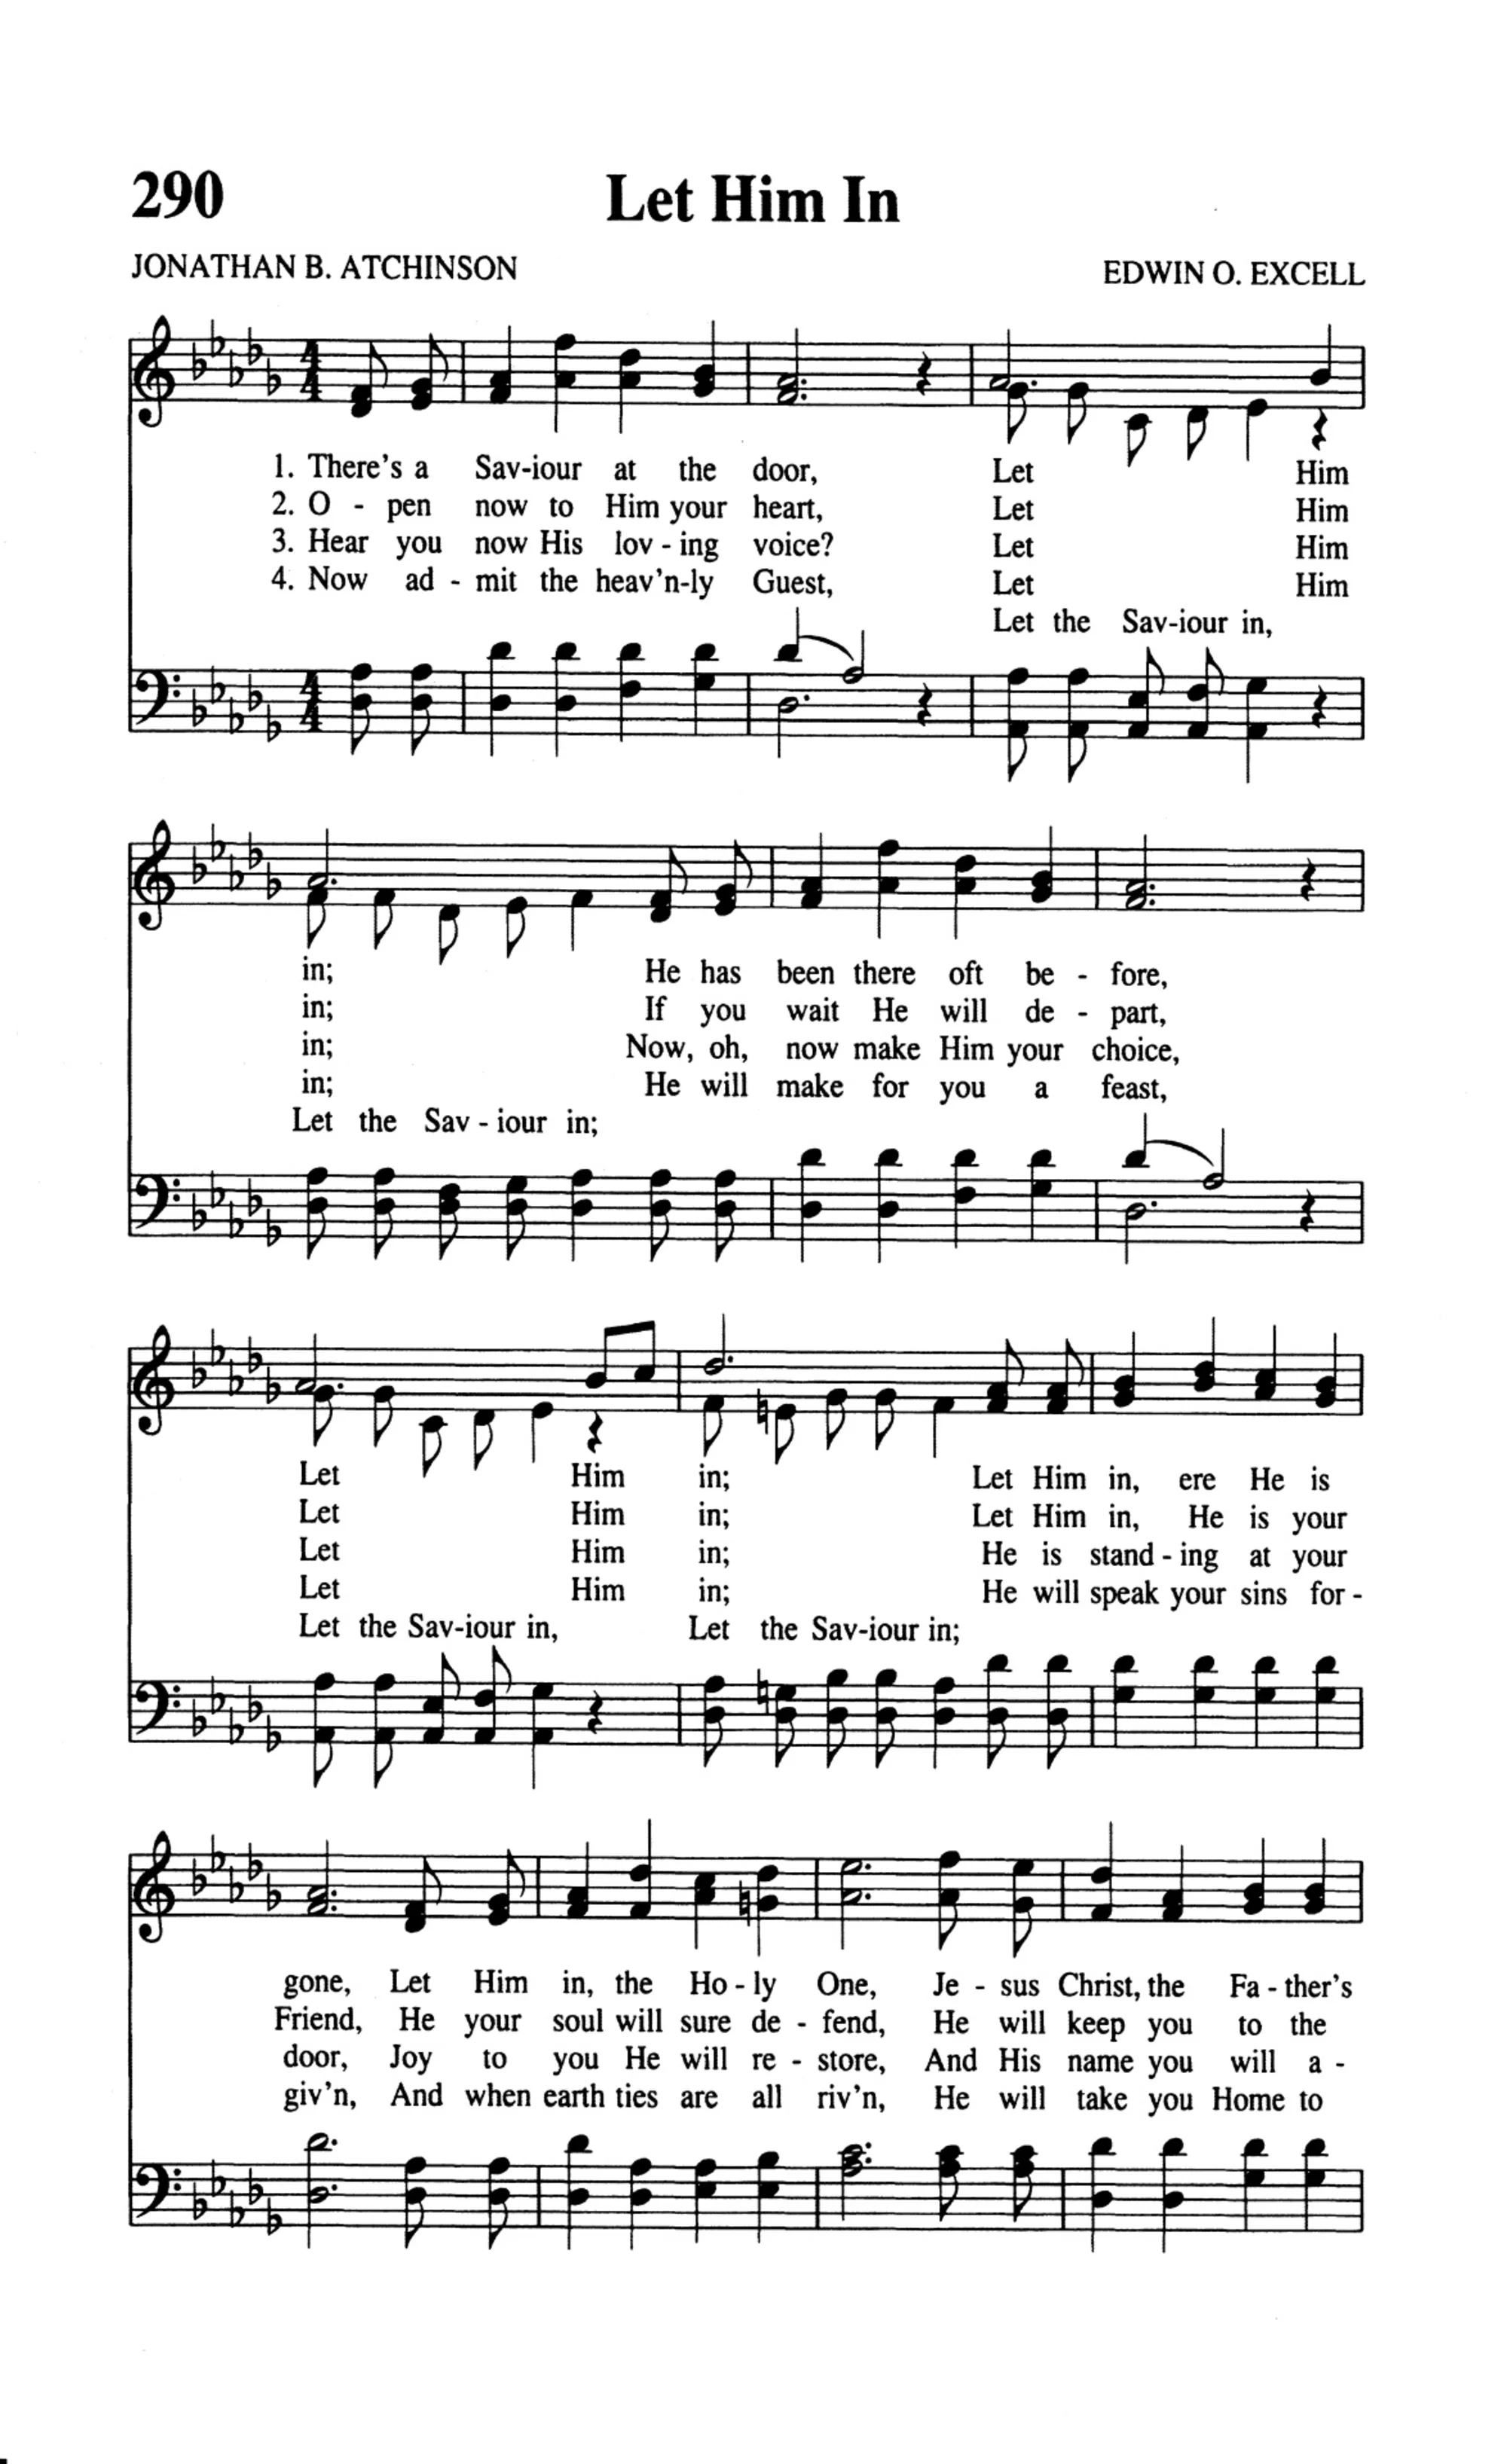 290
Let Him In
JONATHAN B. ATCHINSON
EDWIN O. EXCELL
1. There's a Sav-iour at the door, Let Him
2. O - pen now to Him your heart, Let Him
3. Hear you now His lov - ing voice? Let Him
4. Now ad - mit the heav'n-ly Guest, Let Him
Let the Sav-iour in,
in; He has been there oft be - fore,
in; If you wait He will de - part,
in; Now, oh, now make Him your choice,
in; He will make for you a feast,
Let the Sav - iour in;
Let Him in; Let Him in, ere He is
Let Him in; Let Him in, He is your
Let Him in; He is stand - ing at your
Let Him in; He will speak your sins for -
Let the Sav-iour in, Let the Sav-iour in;
gone, Let Him in, the Ho - ly One, Je - sus Christ, the Fa - ther's
Friend, He your soul will sure de - fend, He will keep you to the
door, Joy to you He will re - store, And His name you will a -
giv'n, And when earth ties are all riv'n, He will take you Home to